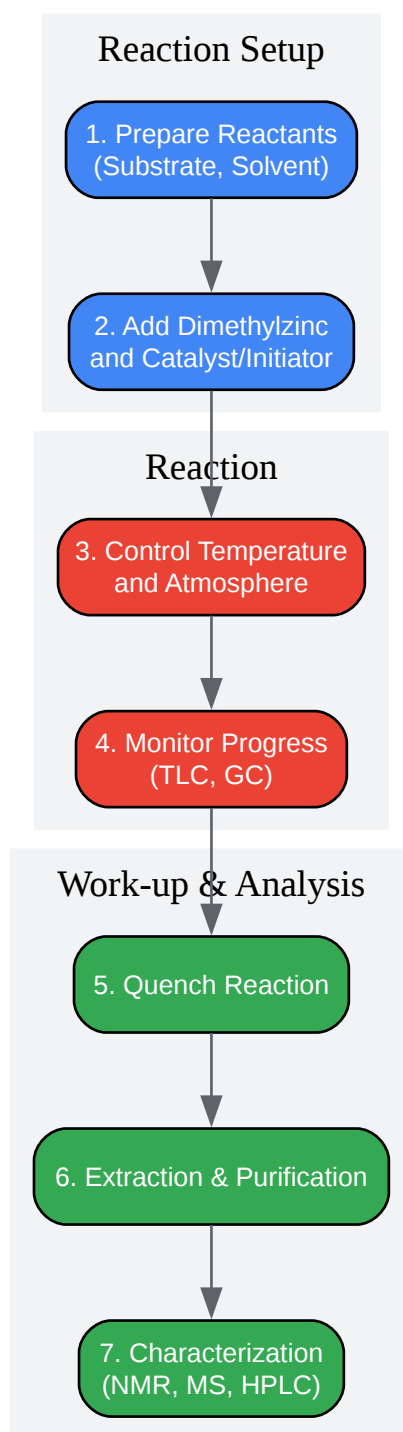 Reaction Setup
1. Prepare Reactants
(Substrate, Solvent)
2. Add Dimethylzinc
and Catalyst/Initiator
Reaction
3. Control Temperature
and Atmosphere
4. Monitor Progress
(TLC, GC)
Work-up & Analysis
5. Quench Reaction
6. Extraction & Purification
7. Characterization
(NMR, MS, HPLC)